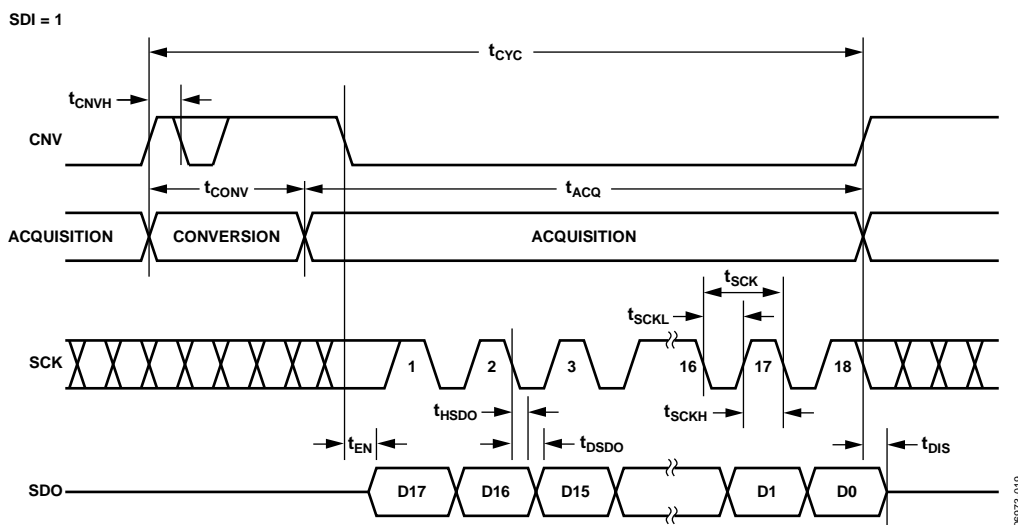 SDI = 1
tCYC
tCNVH
CNV
tCONV
tACQ
ACQUISITION CONVERSION ACQUISITION
tSCK
tSCKL
SCK 1 2 3 16 17 18
tHSDO tSCKH
tEN tDSDO tDIS
SDO D17 D16 D15 D1 D0